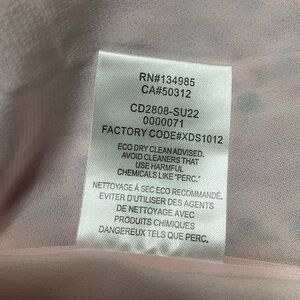 RN#134985
CA#50312
CD2808-SU22
0000071
FACTORY CODE#XDS1012
ECO DRY CLEAN ADVISED.
AVOID CLEANERS THAT
USE HARMFUL
CHEMICALS LIKE "PERC."
NETTOYAGE À SEC ECO RECOMMANDÉ.
EVITER D'UTILISER DES AGENTS
DE NETTOYAGE AVEC
PRODUITS CHIMIQUES
DANGEREUX TELS QUE PERC.